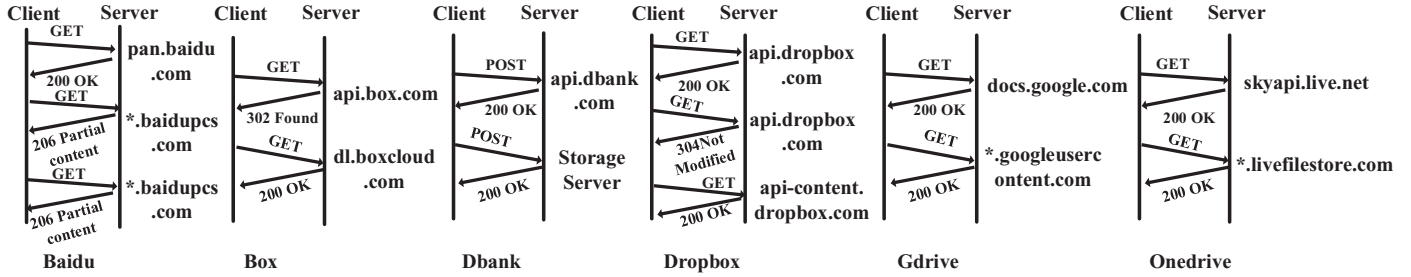 Client Server
GET
pan.baidu
.com
200 OK
GET
*.baidupcs
.com
206 Partial
content
GET
*.baidupcs
.com
206 Partial
content
Baidu
Client Server
GET
api.box.com
302 Found
GET
dl.boxcloud
.com
200 OK
Box
Client Server
POST
api.dbank
.com
200 OK
POST
Storage
Server
200 OK
Dbank
Client Server
GET
api.dropbox
.com
200 OK
GET
api.dropbox
.com
304Not
Modified
GET
api-content.
dropbox.com
200 OK
Dropbox
Client Server
GET
docs.google.com
200 OK
GET
*.googleuserc
ontent.com
200 OK
Gdrive
Client Server
GET
skyapi.live.net
200 OK
GET
*.livefilestore.com
200 OK
Onedrive